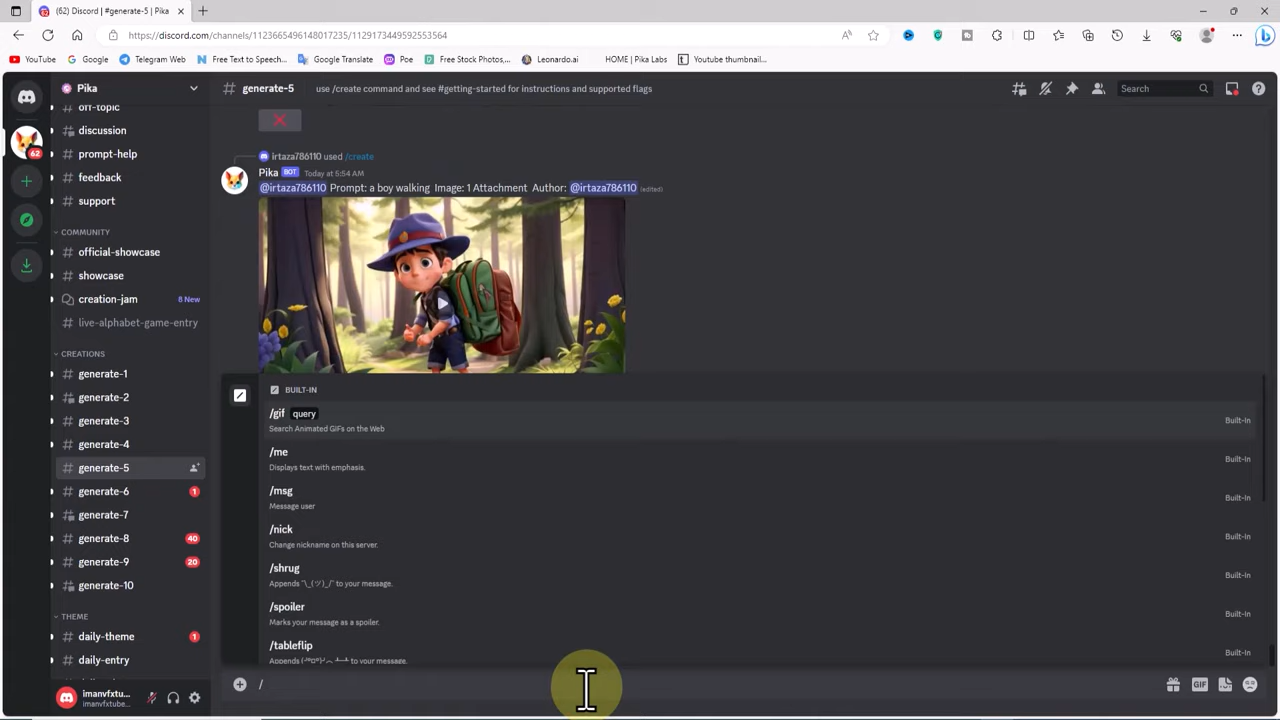 (62) Discord | #generate-5 | Pika
https://discord.com/channels/1123665496148017235/1129173449592553564
YouTube
Google
Telegram Web
Free Text to Speech...
Google Translate
Poe
Free Stock Photos,...
Leonardo.ai
HOME | Pika Labs
Youtube thumbnail...
Pika
generate-5
use /create command and see #getting-started for instructions and supported flags
Search
62
off-topic
discussion
prompt-help
feedback
support
COMMUNITY
official-showcase
showcase
creation-jam 8 New
live-alphabet-game-entry
CREATIONS
generate-1
generate-2
generate-3
generate-4
generate-5
generate-6 1
generate-7
generate-8 40
generate-9 20
generate-10
THEME
daily-theme 1
daily-entry
imanvfxtube...
imanvfxtube...
irtaza786110 used /create
Pika BOT Today at 5:54 AM
@irtaza786110 Prompt: a boy walking Image: 1 Attachment Author: @irtaza786110 (edited)
BUILT-IN
/gif query
Search Animated GIFs on the Web
Built-In
/me
Displays text with emphasis.
Built-In
/msg
Message user
Built-In
/nick
Change nickname on this server.
Built-In
/shrug
Appends ¯\_(ツ)_/¯ to your message.
Built-In
/spoiler
Marks your message as a spoiler.
Built-In
/tableflip
Appends (╯°□°)╯︵ ┻━┻ to your message.
Built-In
/
GIF